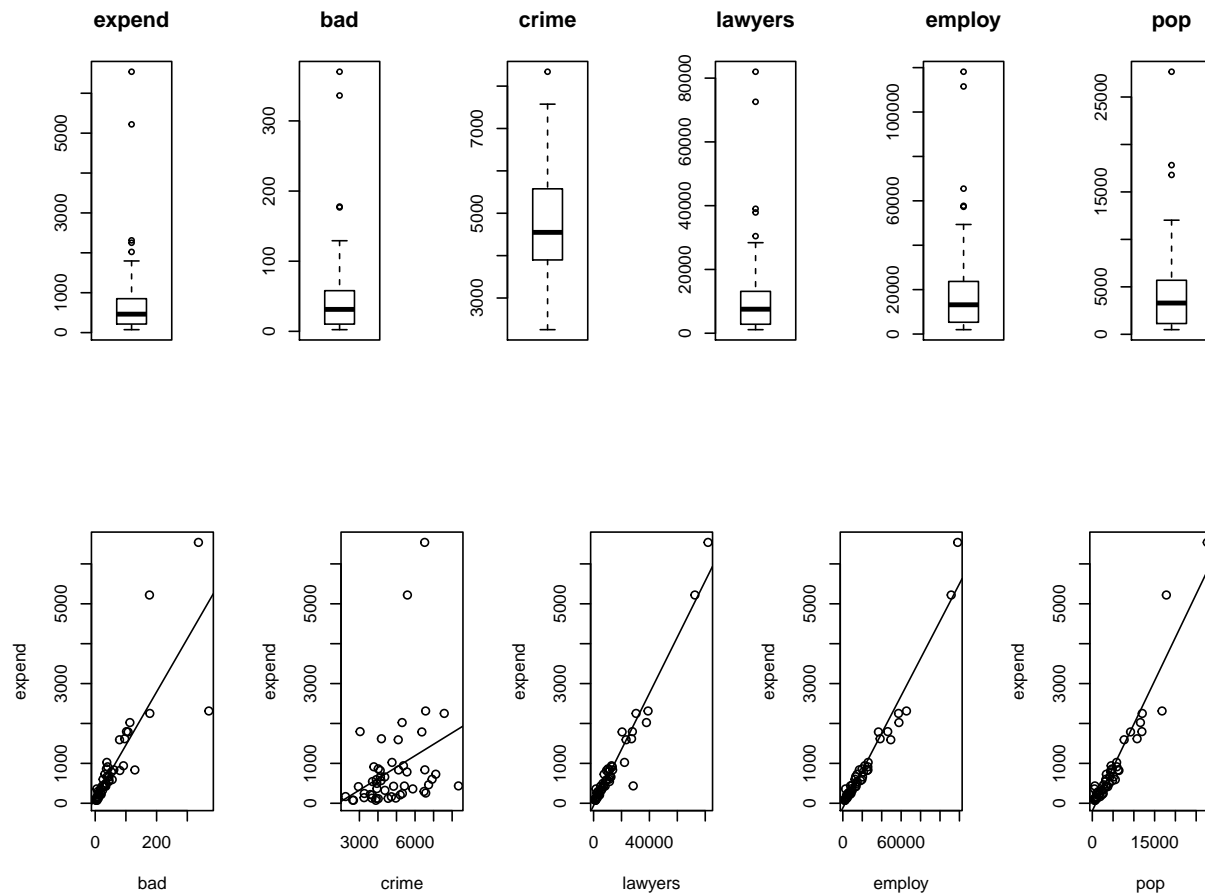 expend bad crime lawyers employ pop
0 1000 3000 5000
0 100 200 300
3000 5000 7000
0 20000 40000 60000 80000
0 20000 60000 100000
0 5000 15000 25000
0 200
bad
0 1000 3000 5000
expend
3000 6000
crime
0 1000 3000 5000
expend
0 40000
lawyers
0 1000 3000 5000
expend
0 60000
employ
0 1000 3000 5000
expend
0 15000
pop
0 1000 3000 5000
expend